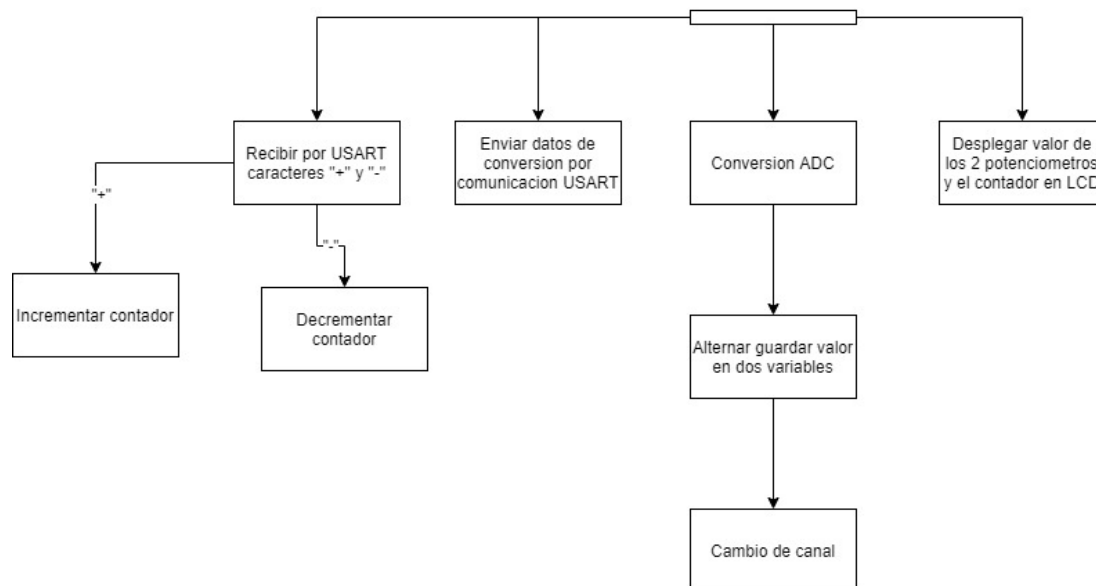 Recibir por USART
caracteres "+" y "-"
Enviar datos de
conversion por
comunicacion USART
Conversion ADC
Desplegar valor de
los 2 potenciometros
y el contador en LCD
"+"
"-"
Incrementar contador
Decrementar
contador
Alternar guardar valor
en dos variables
Cambio de canal